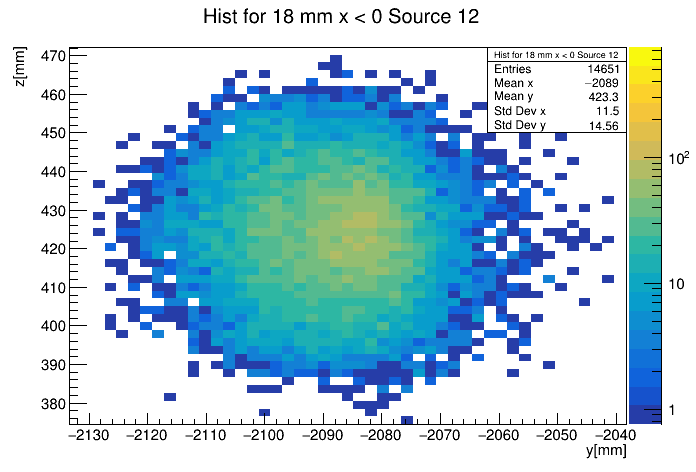 Hist for 18 mm x < 0 Source 12
z[mm]
470
460
450
440
430
420
410
400
390
380
Hist for 18 mm x < 0 Source 12
Entries 14651
Mean x −2089
Mean y 423.3
Std Dev x 11.5
Std Dev y 14.56
10²
10
1
−2130 −2120 −2110 −2100 −2090 −2080 −2070 −2060 −2050 −2040
y[mm]